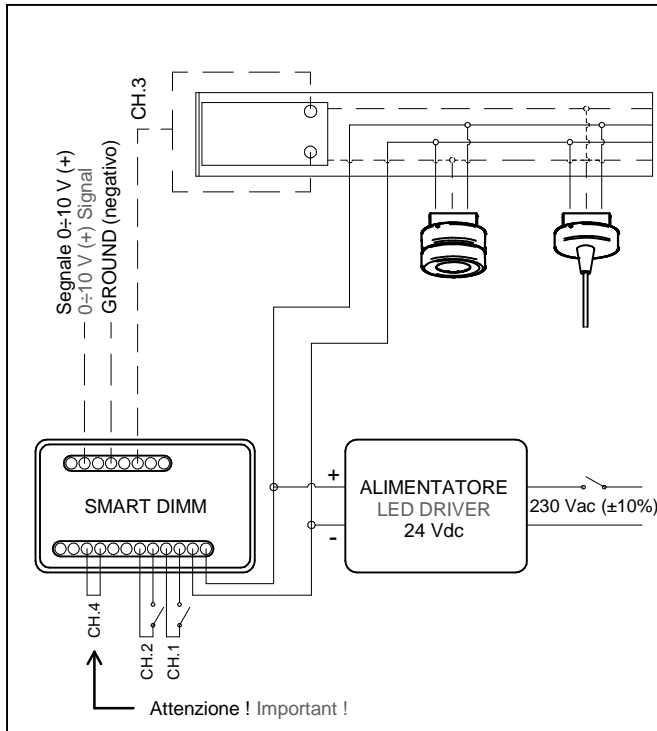 CH.3
Segnale 0÷10 V (+)
0÷10 V (+) Signal
GROUND (negativo)
SMART DIMM
+
-
ALIMENTATORE
LED DRIVER
24 Vdc
230 Vac (±10%)
CH.4
CH.2
CH.1
Attenzione ! Important !